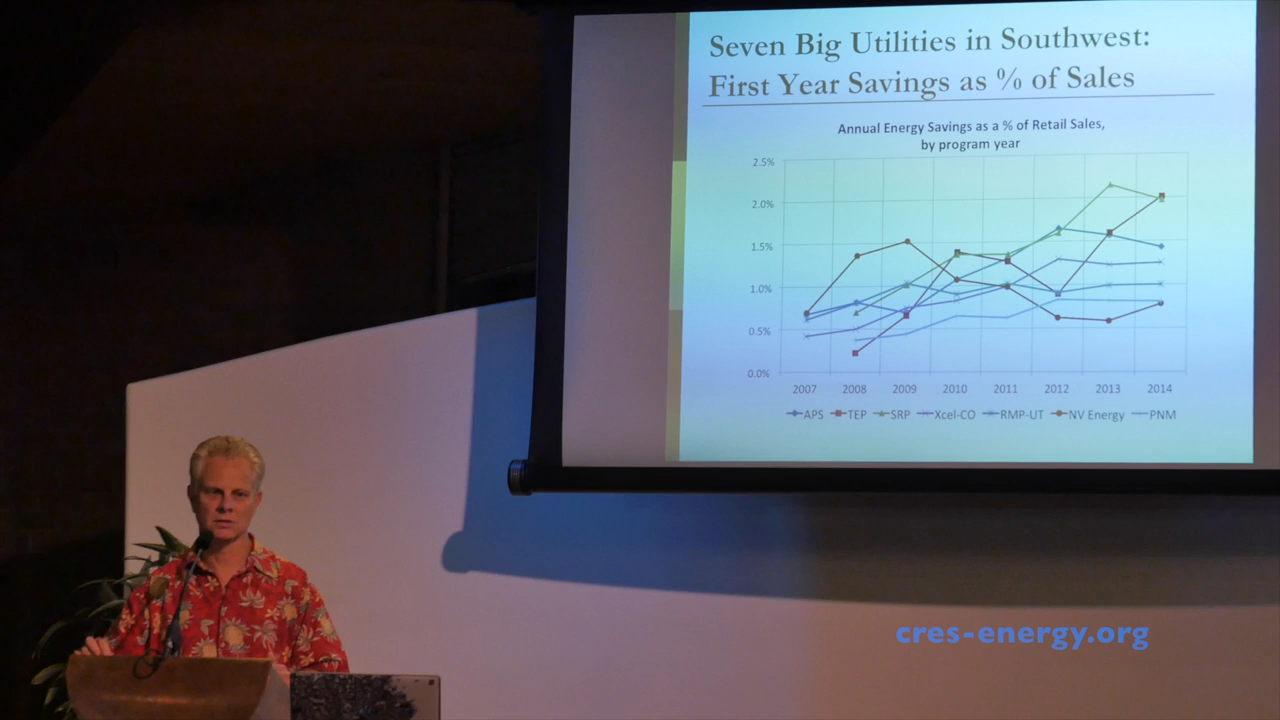 Seven Big Utilities in Southwest:
First Year Savings as % of Sales
Annual Energy Savings as a % of Retail Sales,
by program year
2.5%
2.0%
1.5%
1.0%
0.5%
0.0%
2007 2008 2009 2010 2011 2012 2013 2014
APS TEP SRP Xcel-CO RMP-UT NV Energy PNM
cres-energy.org